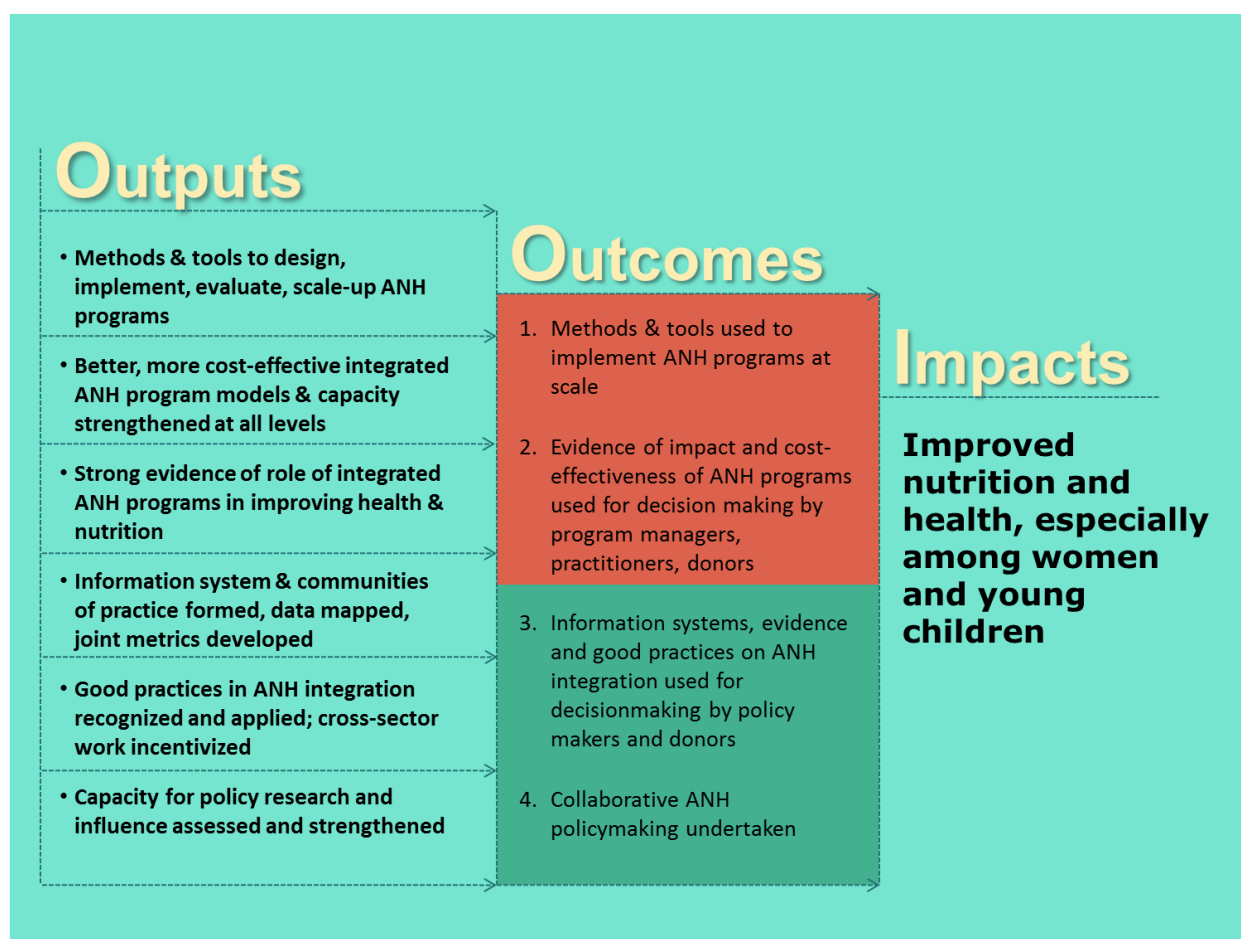 Outputs
• Methods & tools to design,
implement, evaluate, scale-up ANH
programs
• Better, more cost-effective integrated
ANH program models & capacity
strengthened at all levels
• Strong evidence of role of integrated
ANH programs in improving health &
nutrition
• Information system & communities
of practice formed, data mapped,
joint metrics developed
• Good practices in ANH integration
recognized and applied; cross-sector
work incentivized
• Capacity for policy research and
influence assessed and strengthened
Outcomes
1. Methods & tools used to
implement ANH programs at
scale
2. Evidence of impact and cost-
effectiveness of ANH programs
used for decision making by
program managers,
practitioners, donors
3. Information systems, evidence
and good practices on ANH
integration used for
decisionmaking by policy
makers and donors
4. Collaborative ANH
policymaking undertaken
Impacts
Improved
nutrition and
health, especially
among women
and young
children